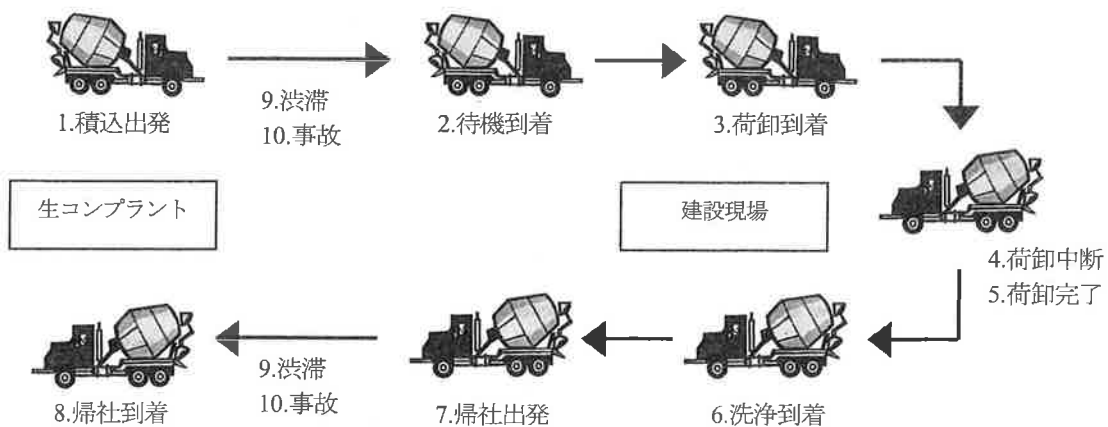 1.積込出発
9.渋滞
10.事故
2.待機到着
3.荷卸到着
生コンプラント
建設現場
4.荷卸中断
5.荷卸完了
8.帰社到着
9.渋滞
10.事故
7.帰社出発
6.洗浄到着